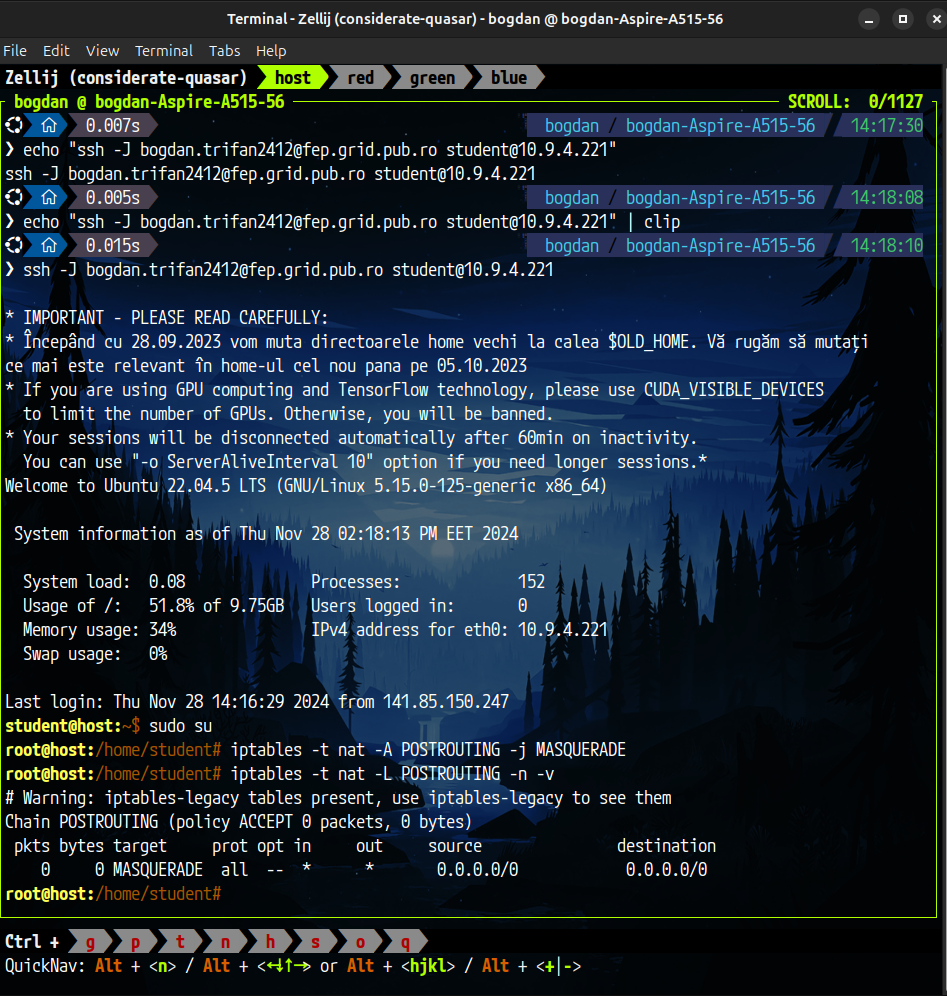 Terminal - Zellij (considerate-quasar) - bogdan @ bogdan-Aspire-A515-56
File Edit View Terminal Tabs Help
Zellij (considerate-quasar) host red green blue
bogdan @ bogdan-Aspire-A515-56 SCROLL: 0/1127
0.007s bogdan / bogdan-Aspire-A515-56 14:17:30
❯ echo "ssh -J bogdan.trifan2412@fep.grid.pub.ro student@10.9.4.221"
ssh -J bogdan.trifan2412@fep.grid.pub.ro student@10.9.4.221
0.005s bogdan / bogdan-Aspire-A515-56 14:18:08
❯ echo "ssh -J bogdan.trifan2412@fep.grid.pub.ro student@10.9.4.221" | clip
0.015s bogdan / bogdan-Aspire-A515-56 14:18:10
❯ ssh -J bogdan.trifan2412@fep.grid.pub.ro student@10.9.4.221
* IMPORTANT - PLEASE READ CAREFULLY:
* Începând cu 28.09.2023 vom muta directoarele home vechi la calea $OLD_HOME. Vă rugăm să mutați
ce mai este relevant în home-ul cel nou pana pe 05.10.2023
* If you are using GPU computing and TensorFlow technology, please use CUDA_VISIBLE_DEVICES
to limit the number of GPUs. Otherwise, you will be banned.
* Your sessions will be disconnected automatically after 60min on inactivity.
You can use "-o ServerAliveInterval 10" option if you need longer sessions.*
Welcome to Ubuntu 22.04.5 LTS (GNU/Linux 5.15.0-125-generic x86_64)
System information as of Thu Nov 28 02:18:13 PM EET 2024
System load: 0.08 Processes: 152
Usage of /: 51.8% of 9.75GB Users logged in: 0
Memory usage: 34% IPv4 address for eth0: 10.9.4.221
Swap usage: 0%
Last login: Thu Nov 28 14:16:29 2024 from 141.85.150.247
student@host:~$ sudo su
root@host:/home/student# iptables -t nat -A POSTROUTING -j MASQUERADE
root@host:/home/student# iptables -t nat -L POSTROUTING -n -v
# Warning: iptables-legacy tables present, use iptables-legacy to see them
Chain POSTROUTING (policy ACCEPT 0 packets, 0 bytes)
pkts bytes target prot opt in out source destination
0 0 MASQUERADE all -- * * 0.0.0.0/0 0.0.0.0/0
root@host:/home/student#
Ctrl + g p t n h s o q
QuickNav: Alt + <n> / Alt + <←↓↑→> or Alt + <hjkl> / Alt + <+|->